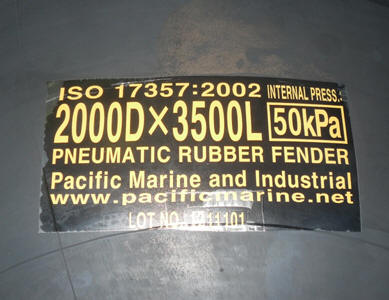 ISO 17357:2002 INTERNAL PRESS.
2000D×3500L 50kPa
PNEUMATIC RUBBER FENDER
Pacific Marine and Industrial
www.pacificmarine.net
LOT NO.